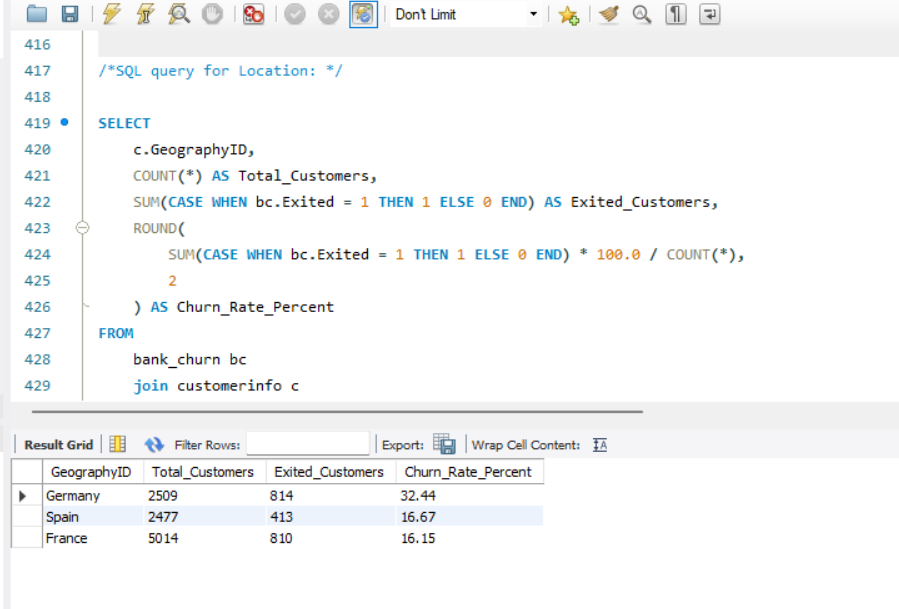 Don't Limit
416
417 /*SQL query for Location: */
418
419 SELECT
420 c.GeographyID,
421 COUNT(*) AS Total_Customers,
422 SUM(CASE WHEN bc.Exited = 1 THEN 1 ELSE 0 END) AS Exited_Customers,
423 ROUND(
424 SUM(CASE WHEN bc.Exited = 1 THEN 1 ELSE 0 END) * 100.0 / COUNT(*),
425 2
426 ) AS Churn_Rate_Percent
427 FROM
428 bank_churn bc
429 join customerinfo c
Result Grid Filter Rows: Export: Wrap Cell Content: IA
GeographyID Total_Customers Exited_Customers Churn_Rate_Percent
Germany 2509 814 32.44
Spain 2477 413 16.67
France 5014 810 16.15